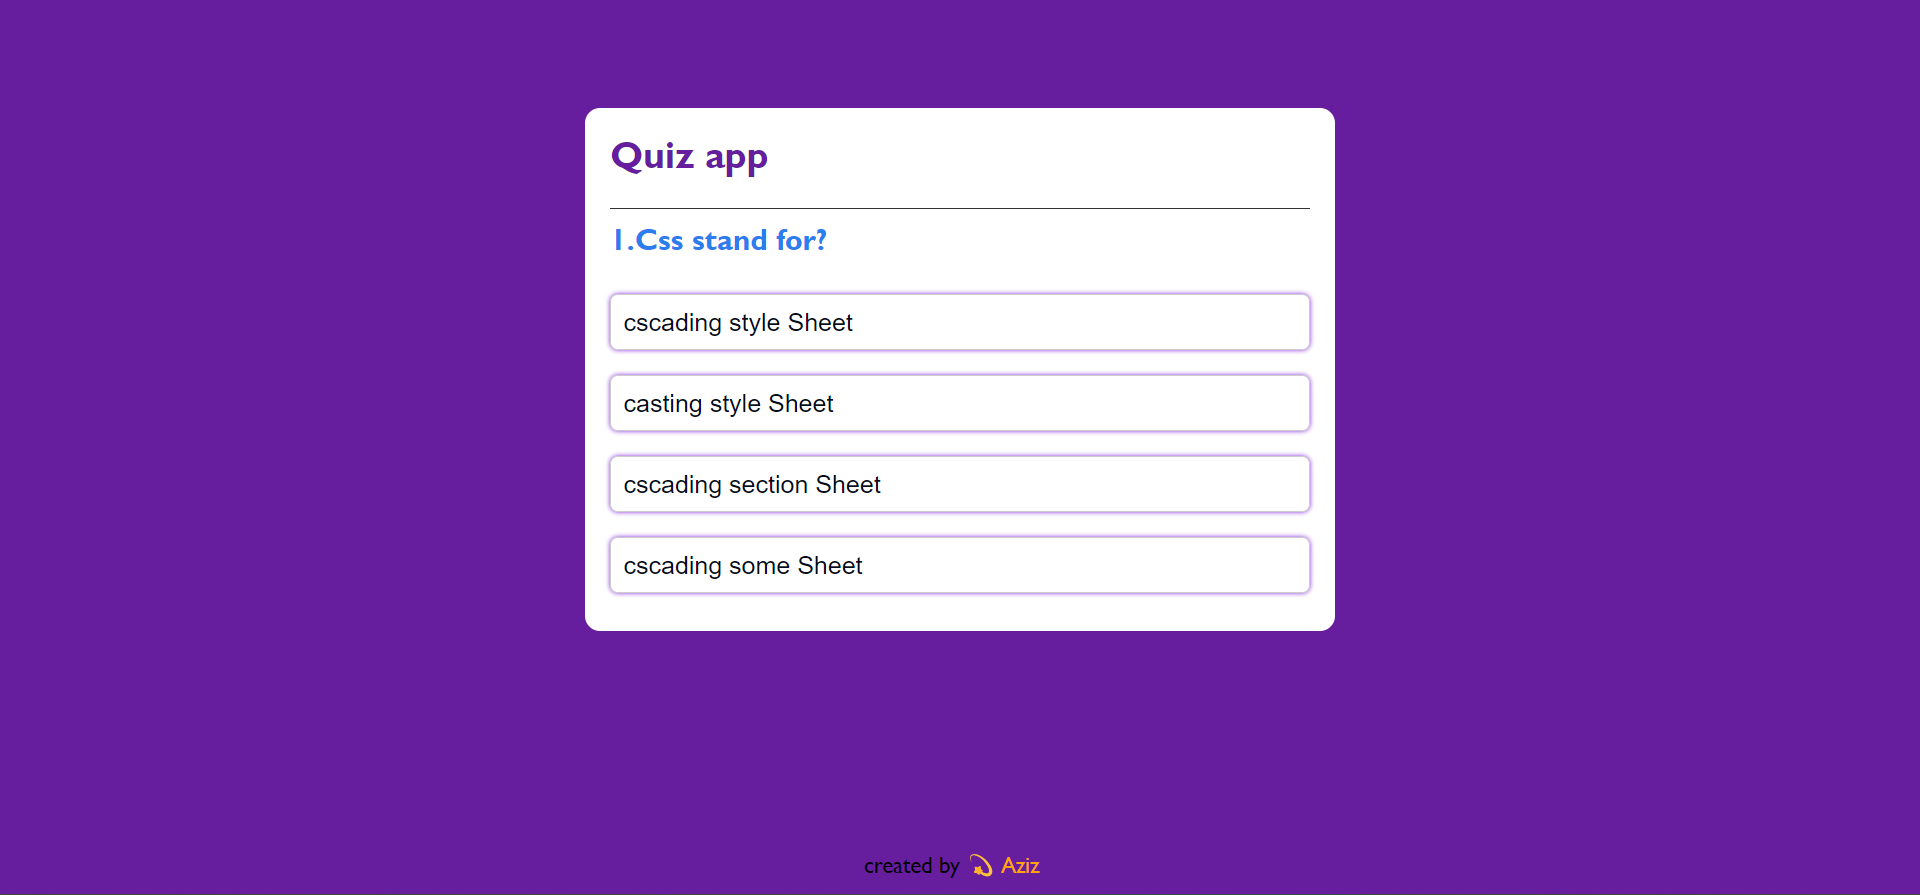 Quiz app
1.Css stand for?
cscading style Sheet
casting style Sheet
cscading section Sheet
cscading some Sheet
created by 💫 Aziz